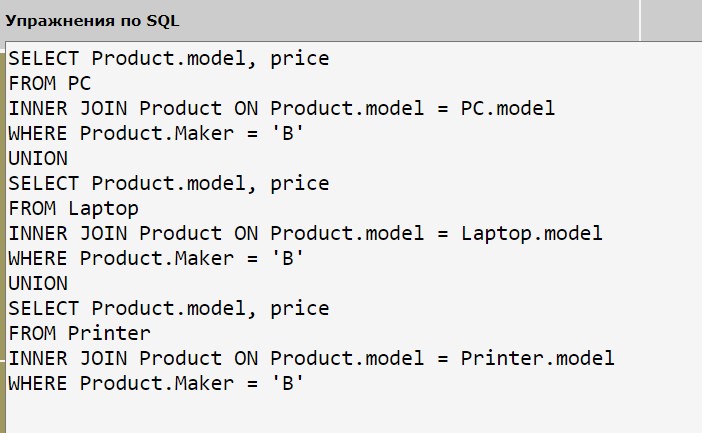 Упражнения по SQL
SELECT Product.model, price
FROM PC
INNER JOIN Product ON Product.model = PC.model
WHERE Product.Maker = 'B'
UNION
SELECT Product.model, price
FROM Laptop
INNER JOIN Product ON Product.model = Laptop.model
WHERE Product.Maker = 'B'
UNION
SELECT Product.model, price
FROM Printer
INNER JOIN Product ON Product.model = Printer.model
WHERE Product.Maker = 'B'